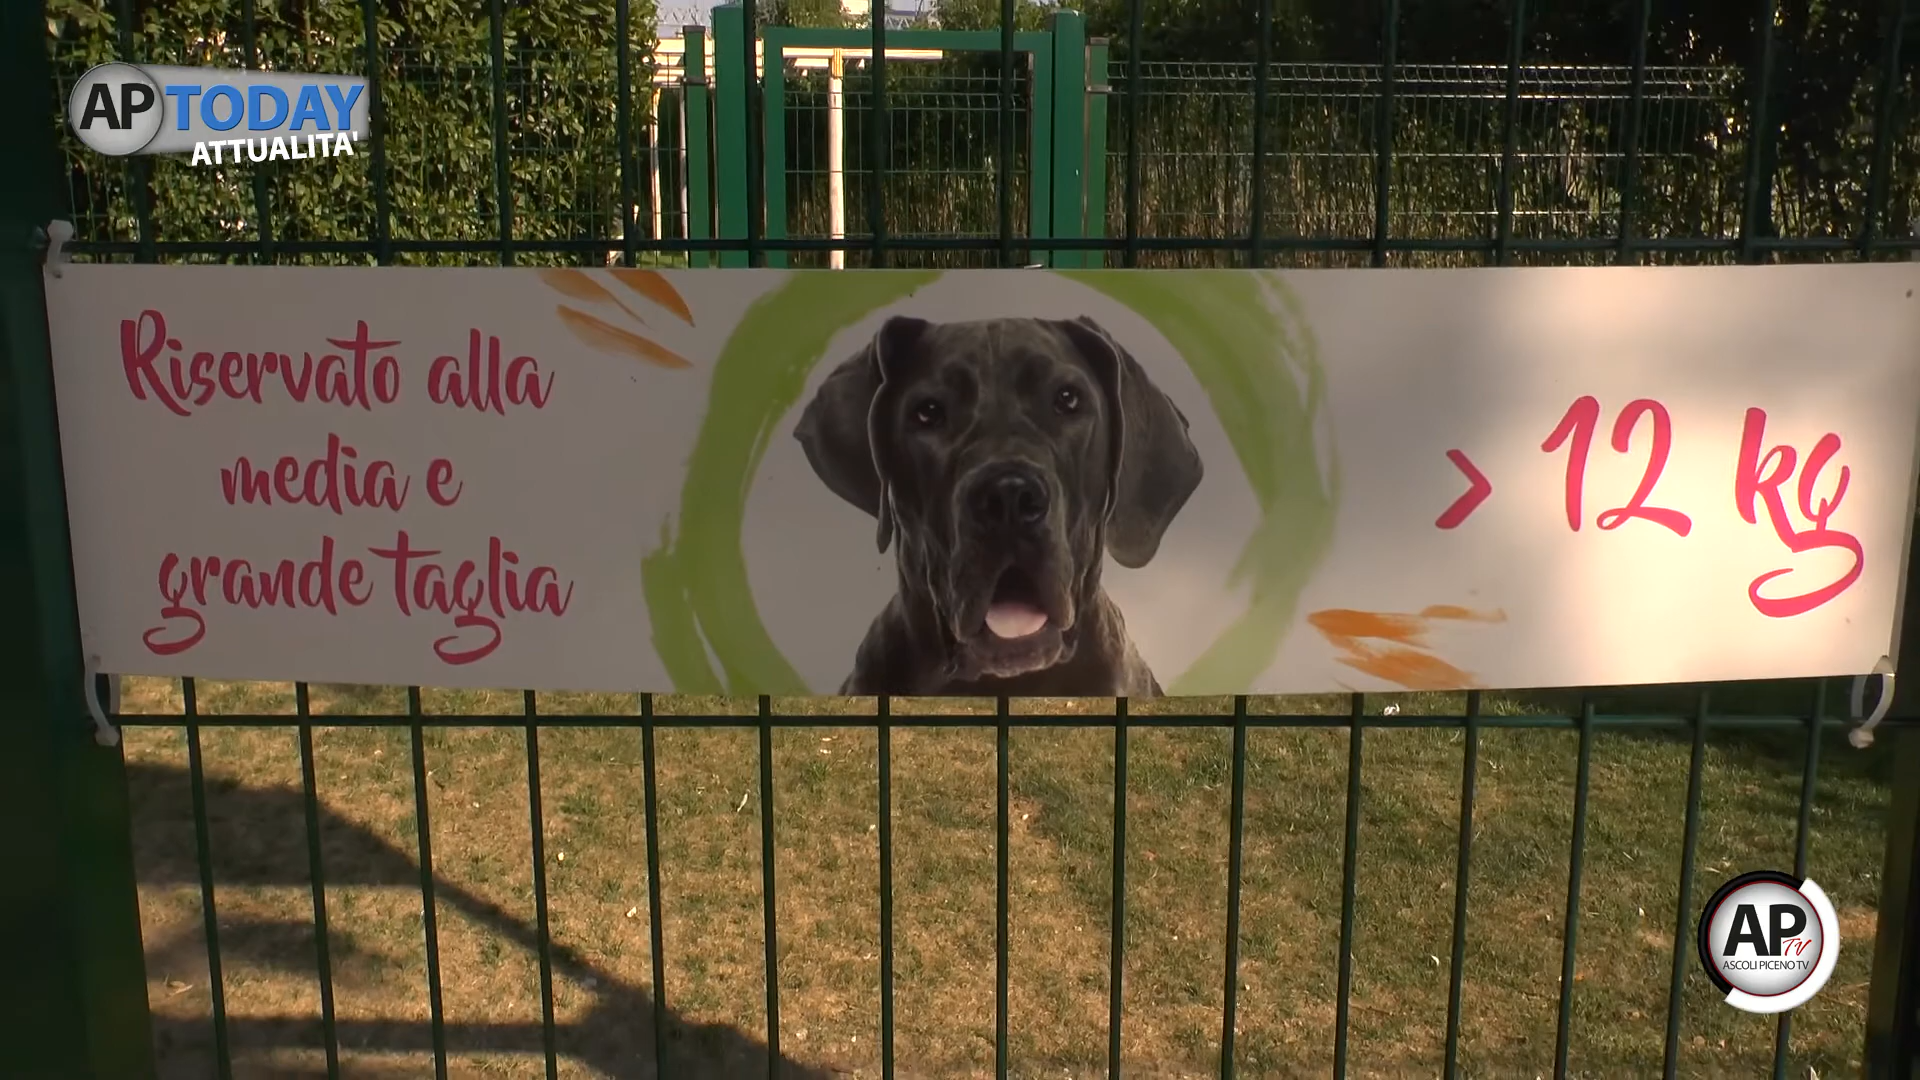 AP TODAY
ATTUALITA'
Riservato alla
media e
grande taglia
> 12 kg
AP TV
ASCOLI PICENO TV